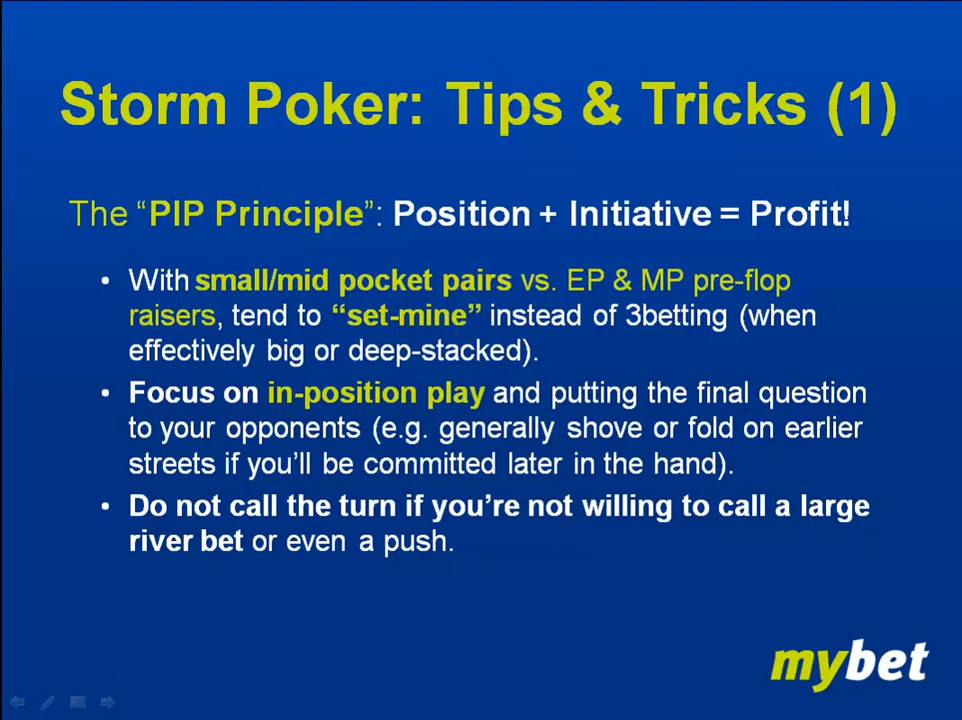 Storm Poker: Tips & Tricks (1)
The “PIP Principle”: Position + Initiative = Profit!
• With small/mid pocket pairs vs. EP & MP pre-flop
raisers, tend to “set-mine” instead of 3betting (when
effectively big or deep-stacked).
• Focus on in-position play and putting the final question
to your opponents (e.g. generally shove or fold on earlier
streets if you’ll be committed later in the hand).
• Do not call the turn if you’re not willing to call a large
river bet or even a push.
mybet